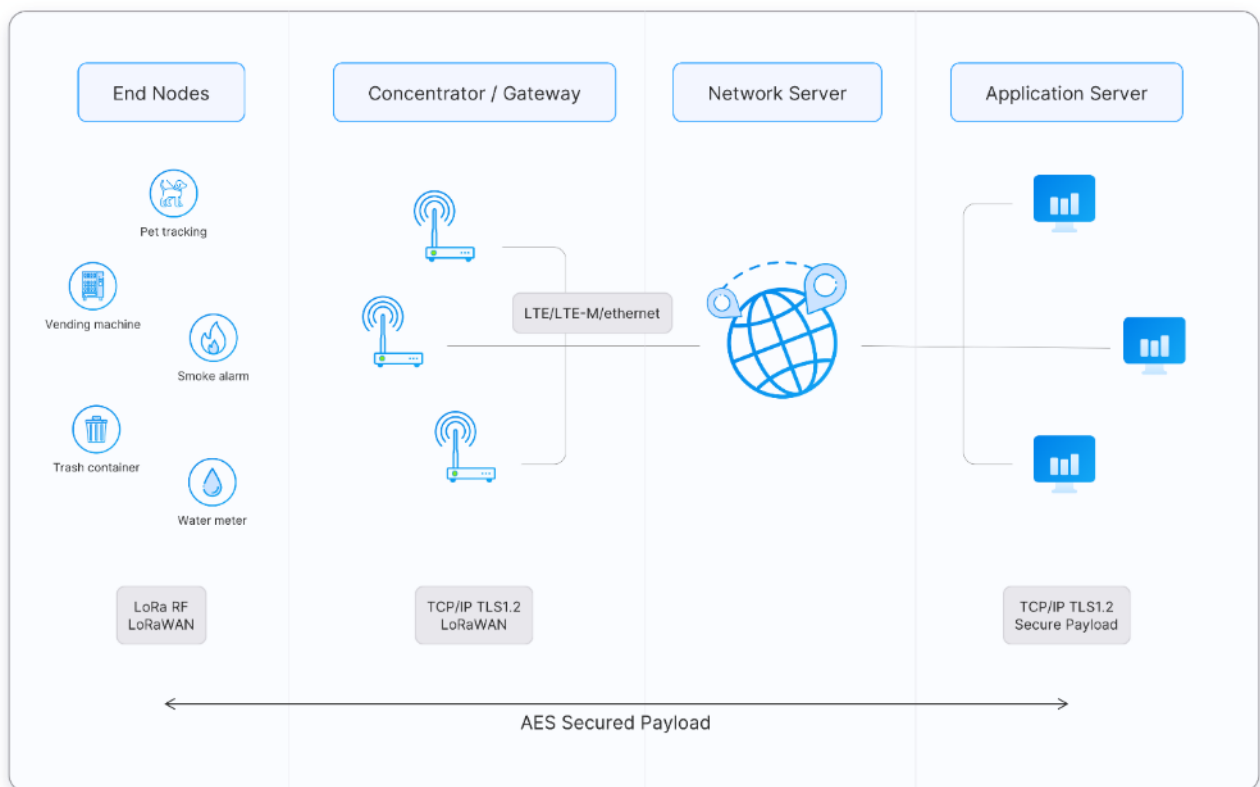 End Nodes
Concentrator / Gateway
Network Server
Application Server
Pet tracking
Vending machine
Smoke alarm
Trash container
Water meter
LTE/LTE-M/ethernet
LoRa RF
LoRaWAN
TCP/IP TLS1.2
LoRaWAN
TCP/IP TLS1.2
Secure Payload
AES Secured Payload